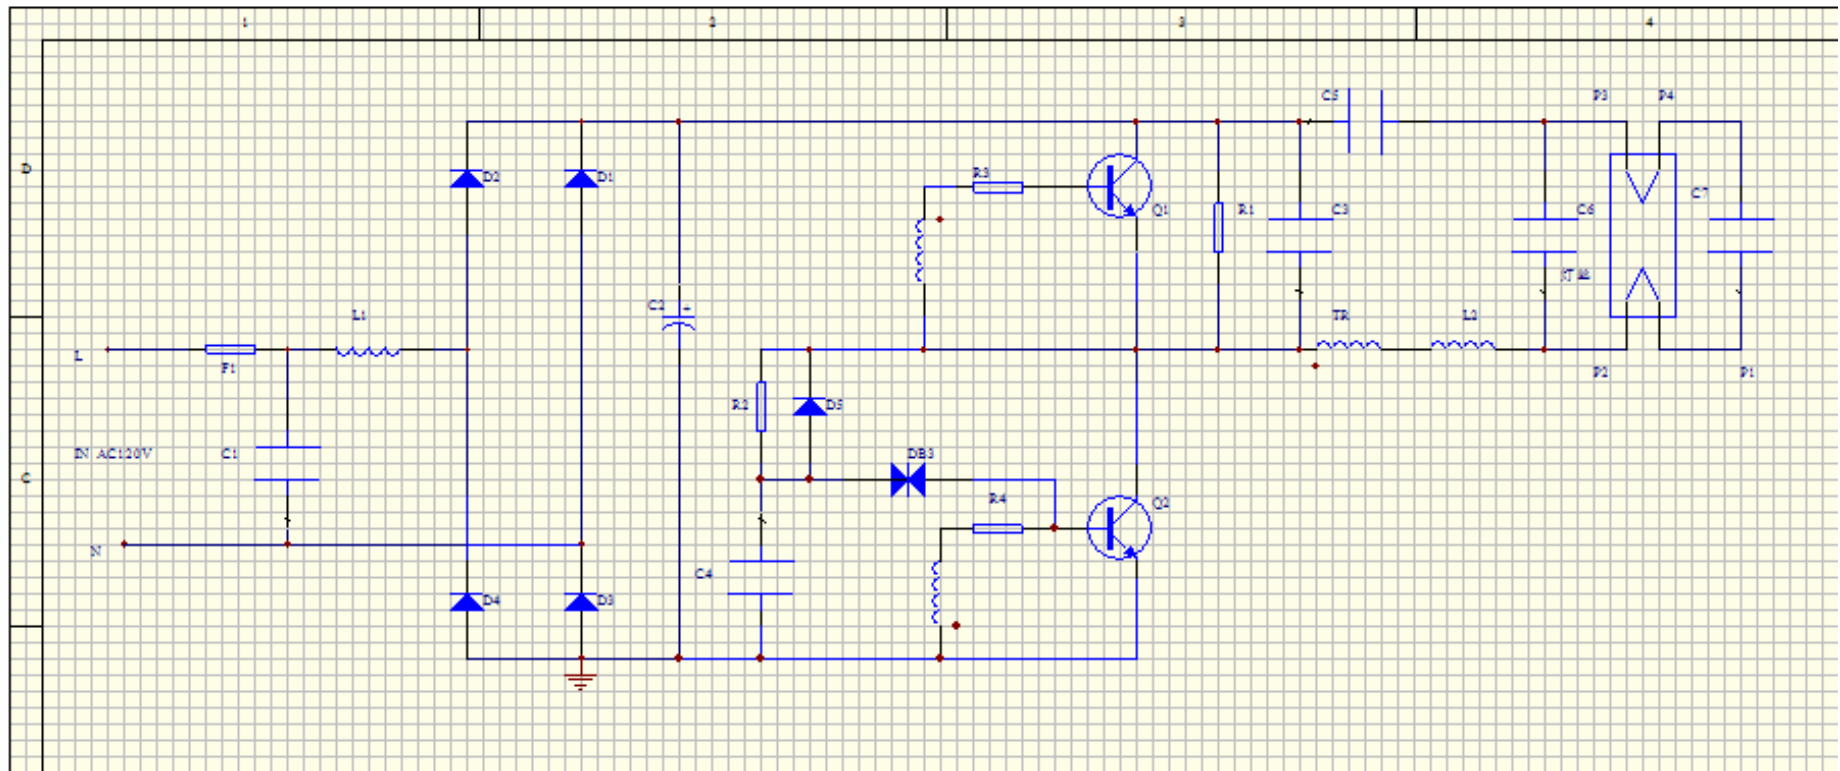 1 2 3 4
C5 P3 P4
D D2 D1 R3
Q1 R1 C3 C6 C7
C2 +
L1 TR L2
L
F1 P2 P1
R2 D5
IN AC120V C1 DB3
C R4 Q2
N
C4
D4 D3